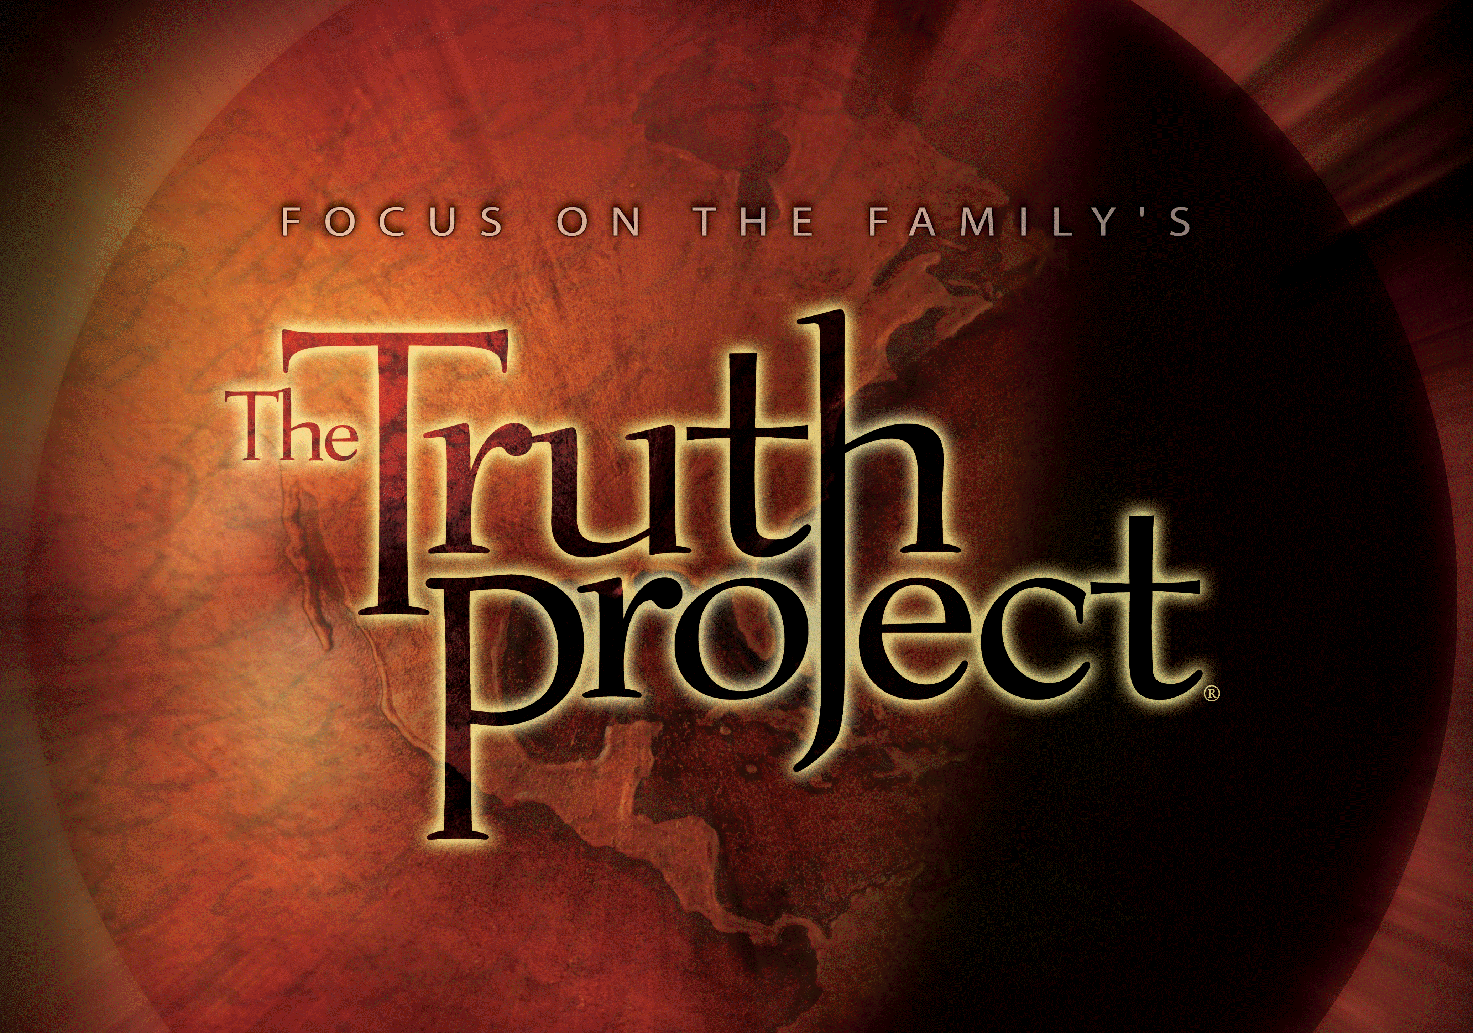 FOCUS ON THE FAMILY'S
The Truth
Project®